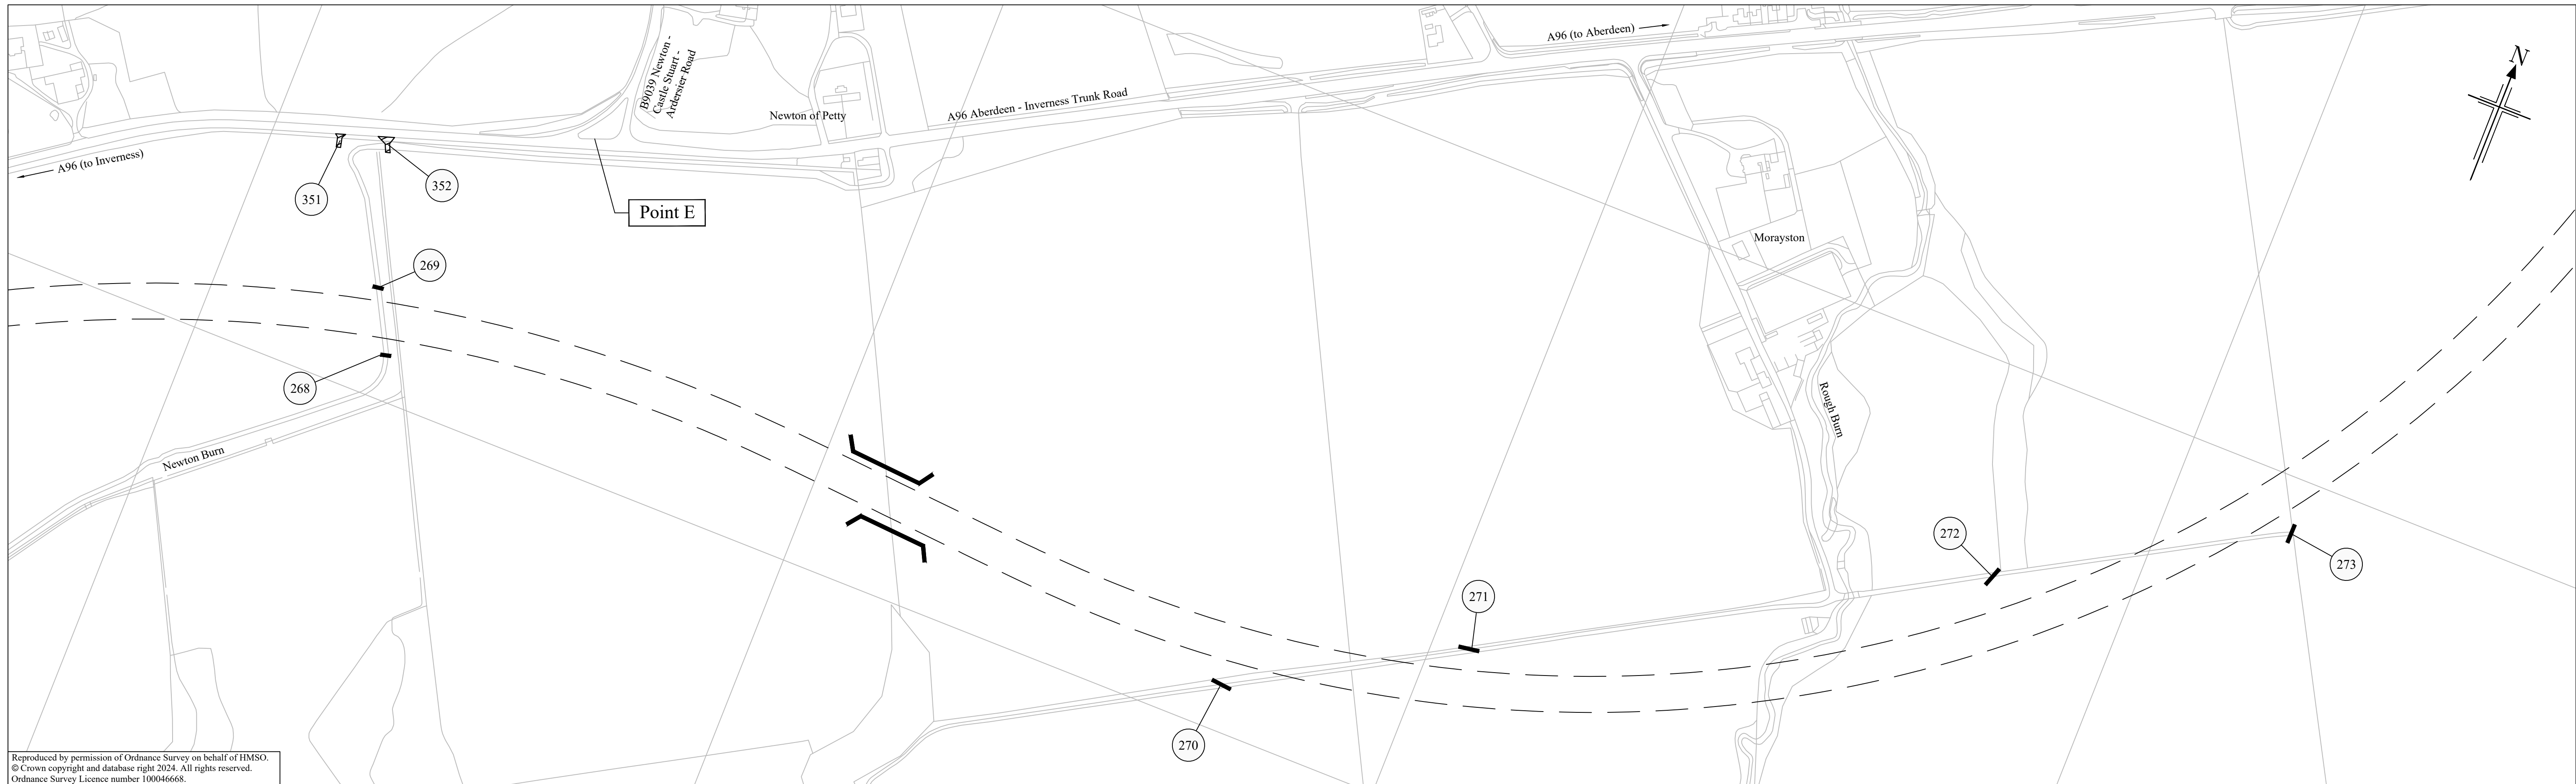 A96 (to Aberdeen)
N
B9039 Newton -
Castle Stuart -
Ardersier Road
Newton of Petty
A96 Aberdeen - Inverness Trunk Road
A96 (to Inverness)
351
352
Point E
Morayston
269
268
Rough Burn
Newton Burn
272
273
271
270
Reproduced by permission of Ordnance Survey on behalf of HMSO.
© Crown copyright and database right 2024. All rights reserved.
Ordnance Survey Licence number 100046668.